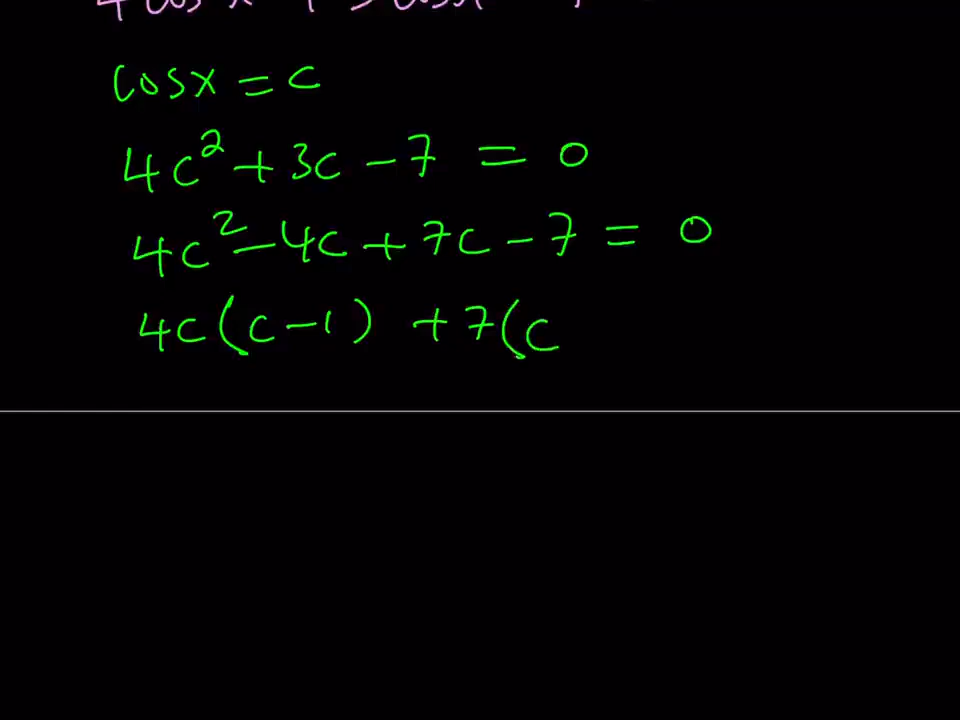 cosx = c
4c² + 3c - 7 = 0
4c² - 4c + 7c - 7 = 0
4c(c-1) + 7(c